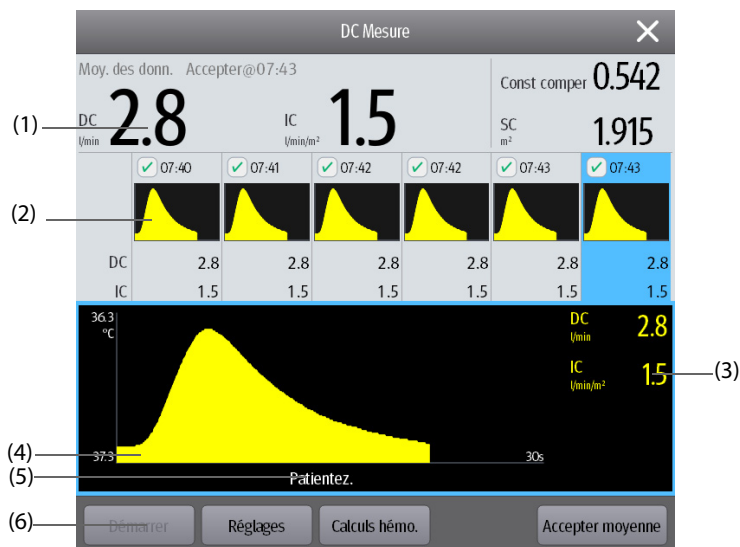 DC Mesure
Moy. des donn. Accepter@07:43
DC
l/min
2.8
IC
l/min/m²
1.5
Const comper 0.542
SC
m²
1.915
(1)
07:40 07:41 07:42 07:42 07:43 07:43
(2)
DC 2.8 2.8 2.8 2.8 2.8 2.8
IC 1.5 1.5 1.5 1.5 1.5 1.5
36.3
°C
DC
l/min
2.8
IC
l/min/m²
1.5
(3)
(4)
37.3 30s
(5)
Patientez.
(6)
Démarrer Réglages Calculs hémo. Accepter moyenne